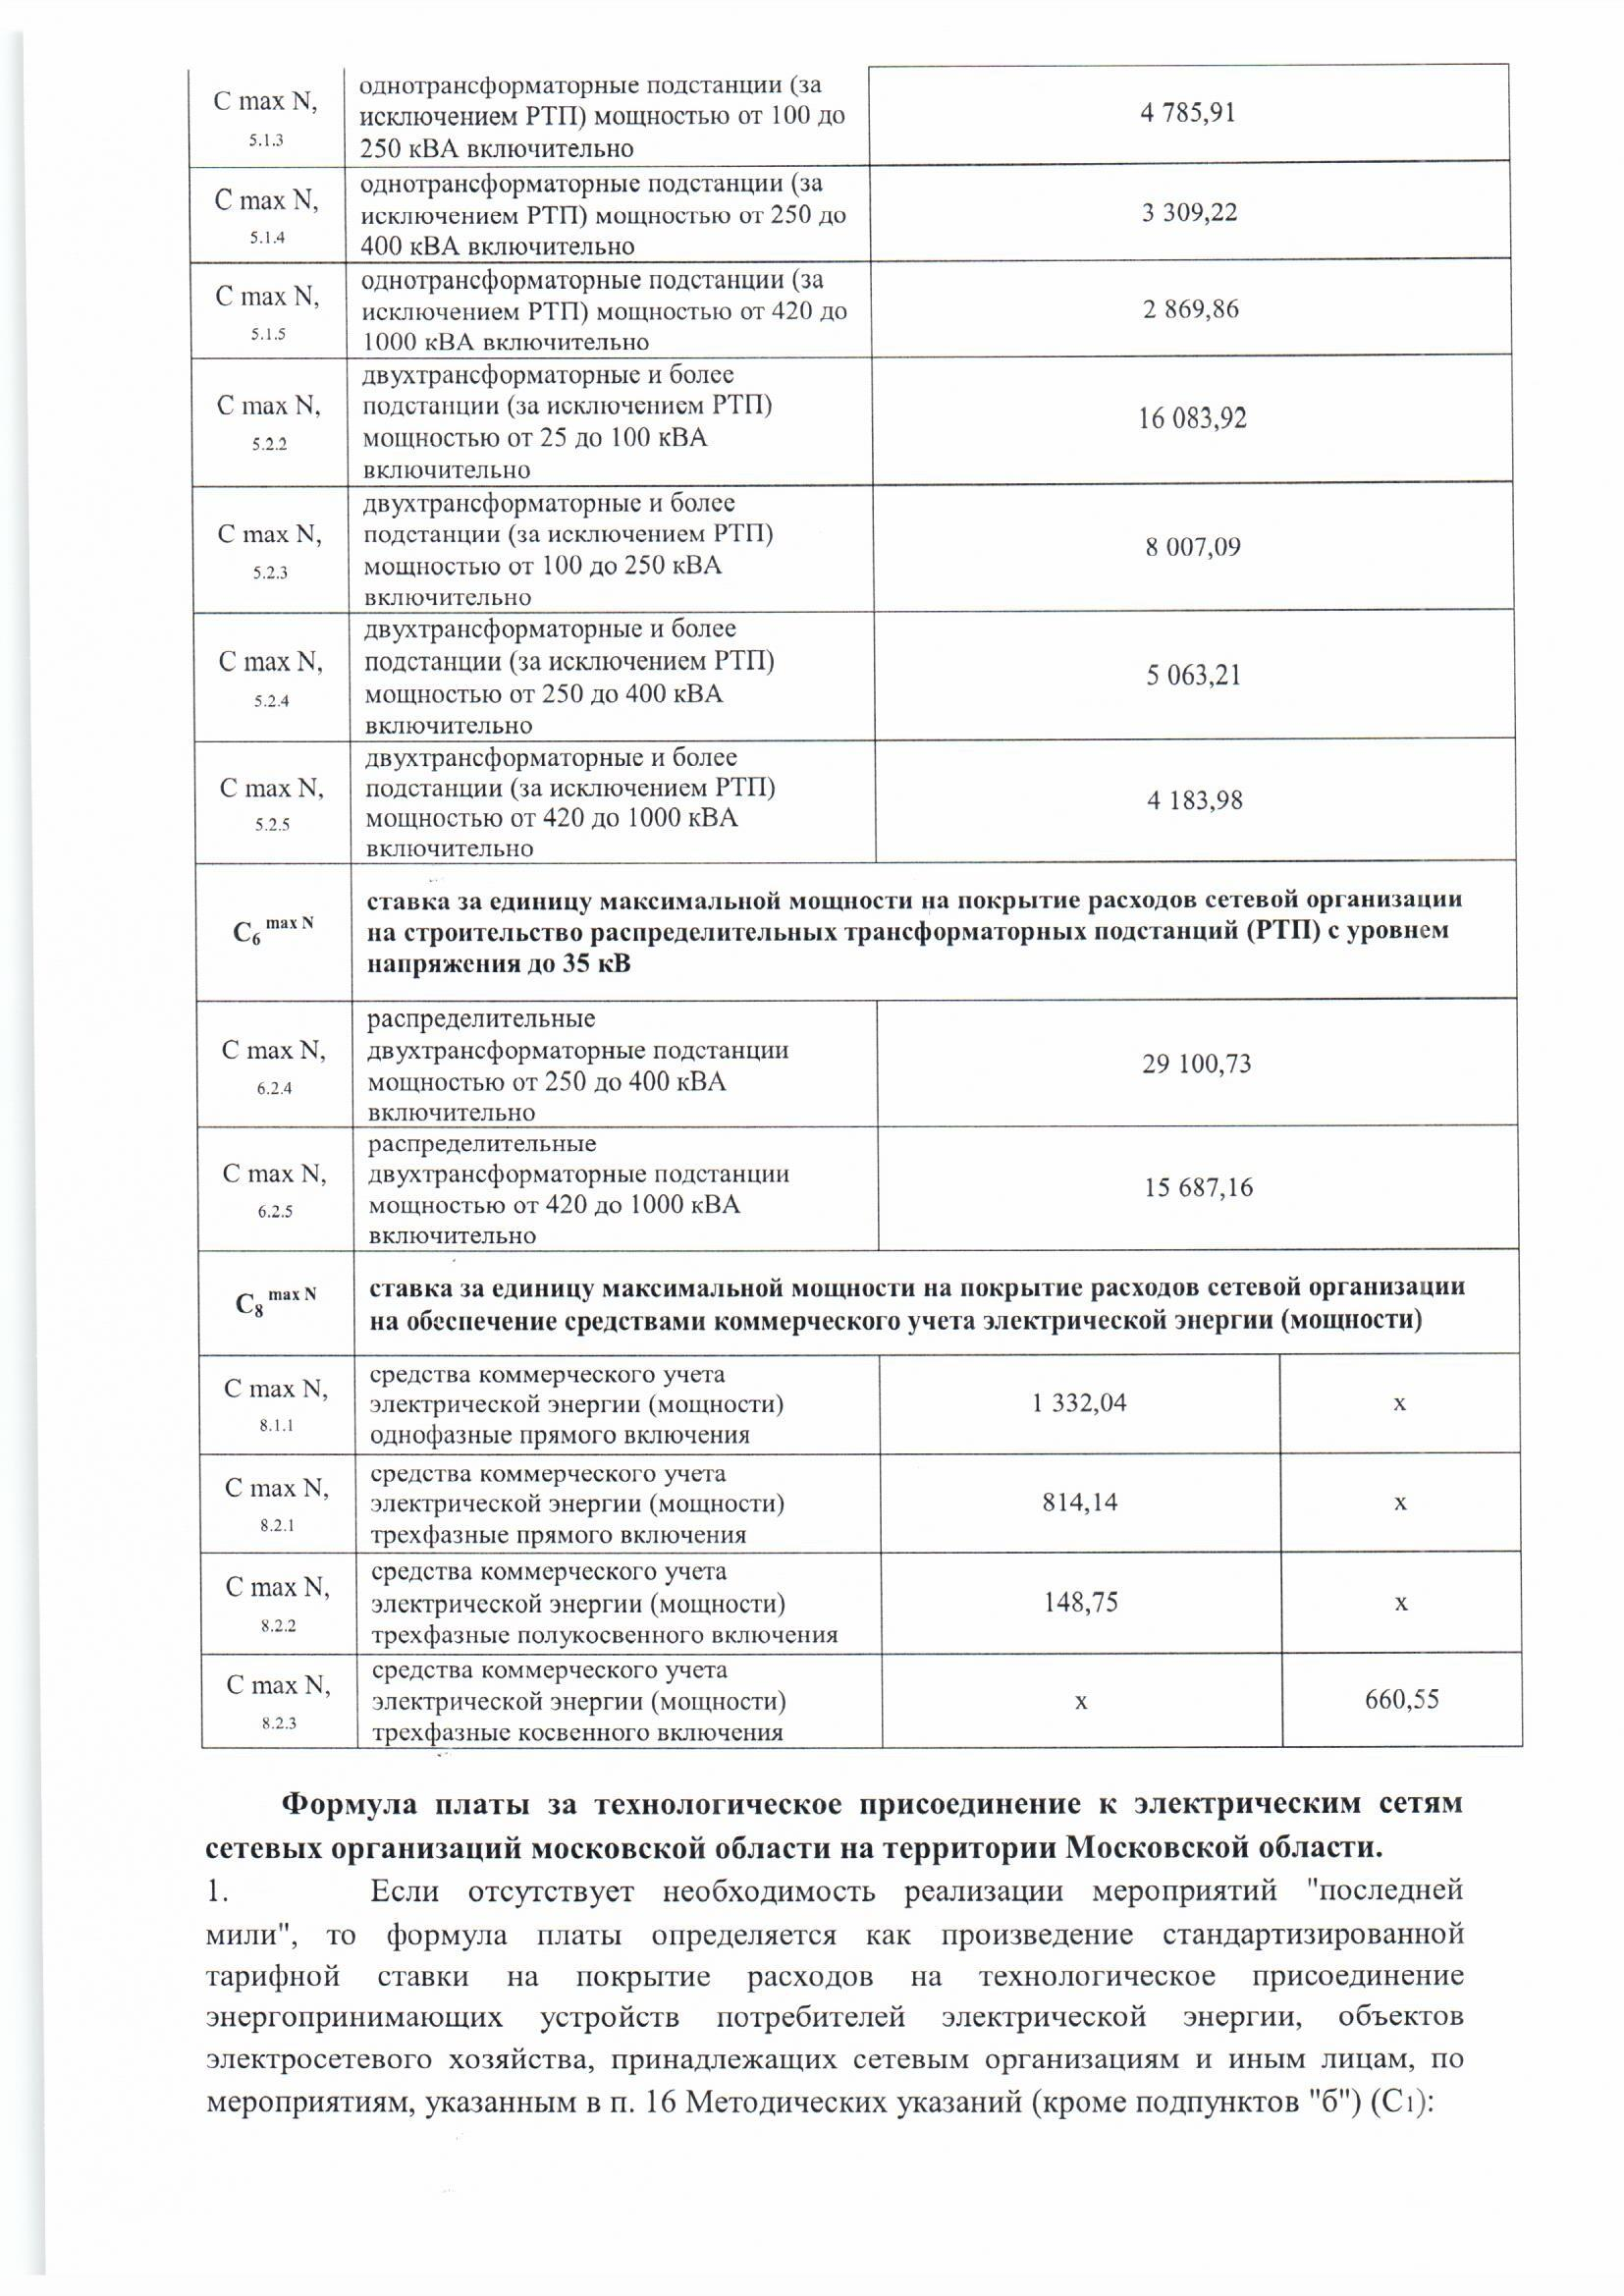 C max N,
5.1.3
однотрансформаторные подстанции (за
исключением РТП) мощностью от 100 до
250 кВА включительно
4 785,91
C max N,
5.1.4
однотрансформаторные подстанции (за
исключением РТП) мощностью от 250 до
400 кВА включительно
3 309,22
C max N,
5.1.5
однотрансформаторные подстанции (за
исключением РТП) мощностью от 420 до
1000 кВА включительно
2 869,86
C max N,
5.2.2
двухтрансформаторные и более
подстанции (за исключением РТП)
мощностью от 25 до 100 кВА
включительно
16 083,92
C max N,
5.2.3
двухтрансформаторные и более
подстанции (за исключением РТП)
мощностью от 100 до 250 кВА
включительно
8 007,09
C max N,
5.2.4
двухтрансформаторные и более
подстанции (за исключением РТП)
мощностью от 250 до 400 кВА
включительно
5 063,21
C max N,
5.2.5
двухтрансформаторные и более
подстанции (за исключением РТП)
мощностью от 420 до 1000 кВА
включительно
4 183,98
C6 max N
ставка за единицу максимальной мощности на покрытие расходов сетевой организации
на строительство распределительных трансформаторных подстанций (РТП) с уровнем
напряжения до 35 кВ
C max N,
6.2.4
распределительные
двухтрансформаторные подстанции
мощностью от 250 до 400 кВА
включительно
29 100,73
C max N,
6.2.5
распределительные
двухтрансформаторные подстанции
мощностью от 420 до 1000 кВА
включительно
15 687,16
C8 max N
ставка за единицу максимальной мощности на покрытие расходов сетевой организации
на обеспечение средствами коммерческого учета электрической энергии (мощности)
C max N,
8.1.1
средства коммерческого учета
электрической энергии (мощности)
однофазные прямого включения
1 332,04
х
C max N,
8.2.1
средства коммерческого учета
электрической энергии (мощности)
трехфазные прямого включения
814,14
х
C max N,
8.2.2
средства коммерческого учета
электрической энергии (мощности)
трехфазные полукосвенного включения
148,75
х
C max N,
8.2.3
средства коммерческого учета
электрической энергии (мощности)
трехфазные косвенного включения
х
660,55
Формула платы за технологическое присоединение к электрическим сетям
сетевых организаций московской области на территории Московской области.
1. Если отсутствует необходимость реализации мероприятий "последней
мили", то формула платы определяется как произведение стандартизированной
тарифной ставки на покрытие расходов на технологическое присоединение
энергопринимающих устройств потребителей электрической энергии, объектов
электросетевого хозяйства, принадлежащих сетевым организациям и иным лицам, по
мероприятиям, указанным в п. 16 Методических указаний (кроме подпунктов "б") (С1):